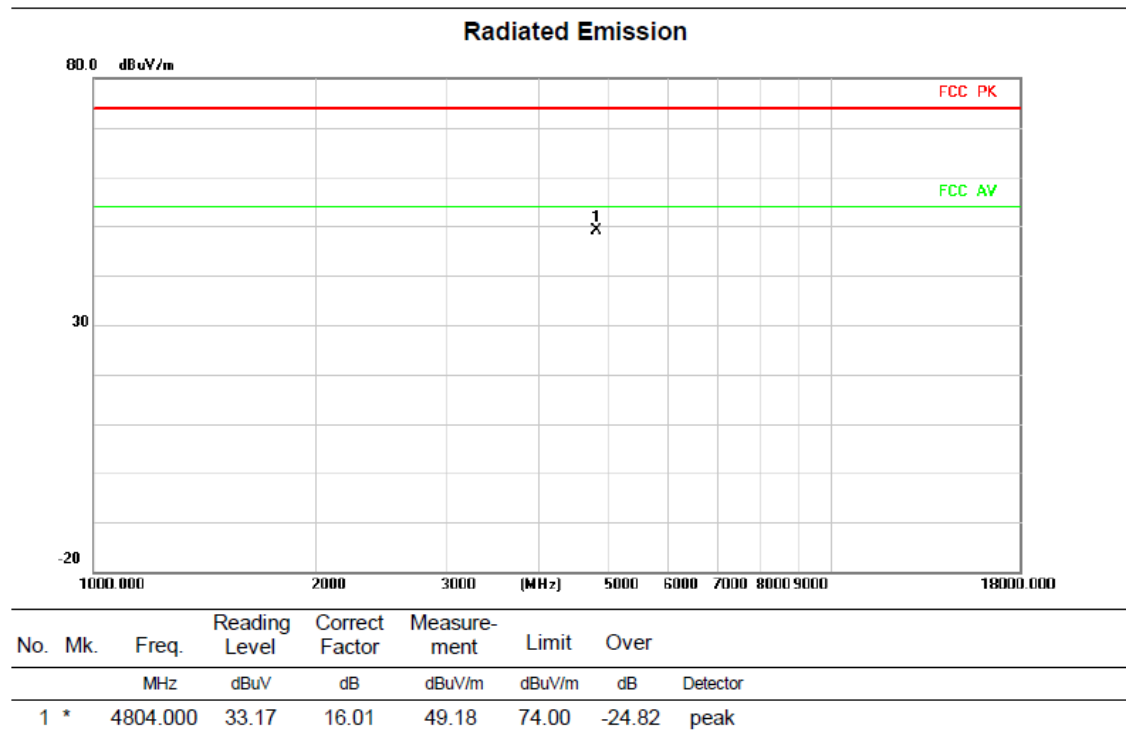 Radiated Emission
80.0 dBuV/m
FCC PK
FCC AV
1
X
30
-20
1000.000 2000 3000 (MHz) 5000 6000 7000 8000 9000 18000.000
No. Mk. Freq. Reading Level Correct Factor Measure-ment Limit Over
MHz dBuV dB dBuV/m dBuV/m dB Detector
1 * 4804.000 33.17 16.01 49.18 74.00 -24.82 peak